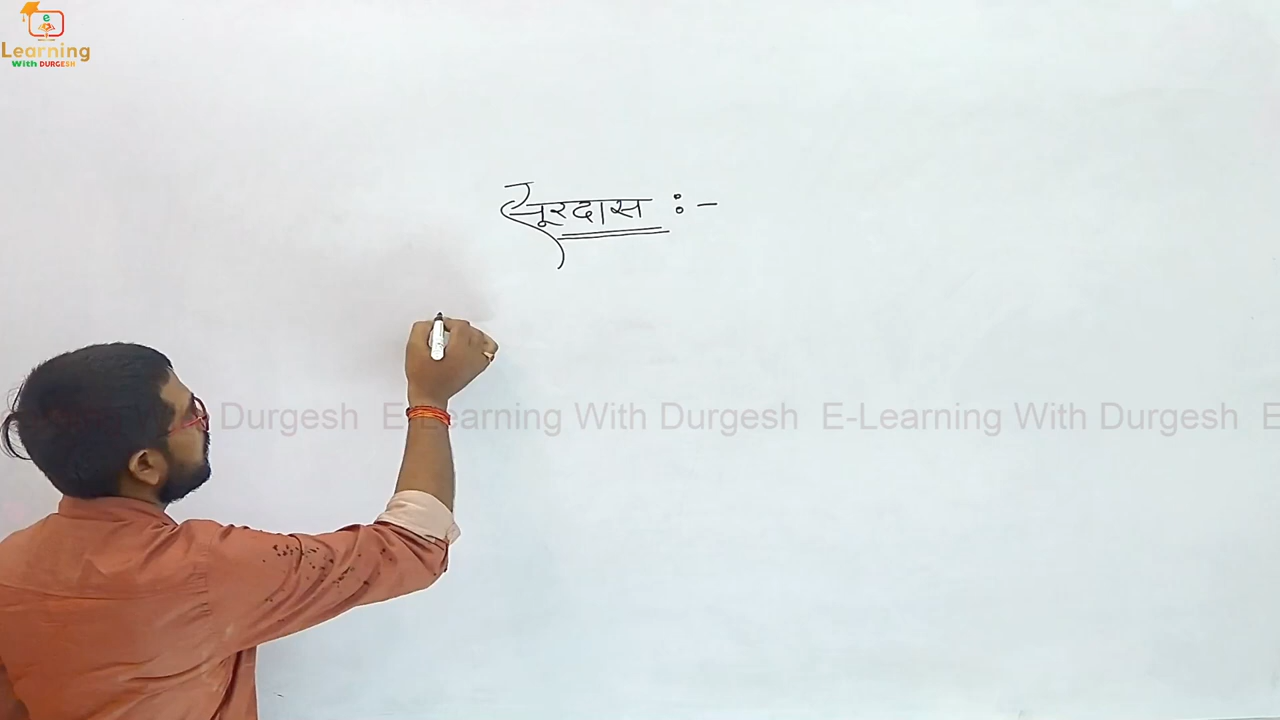 e
Learning
With DURGESH
सूरदास :-
Durgesh E-Learning With Durgesh E-Learning With Durgesh E